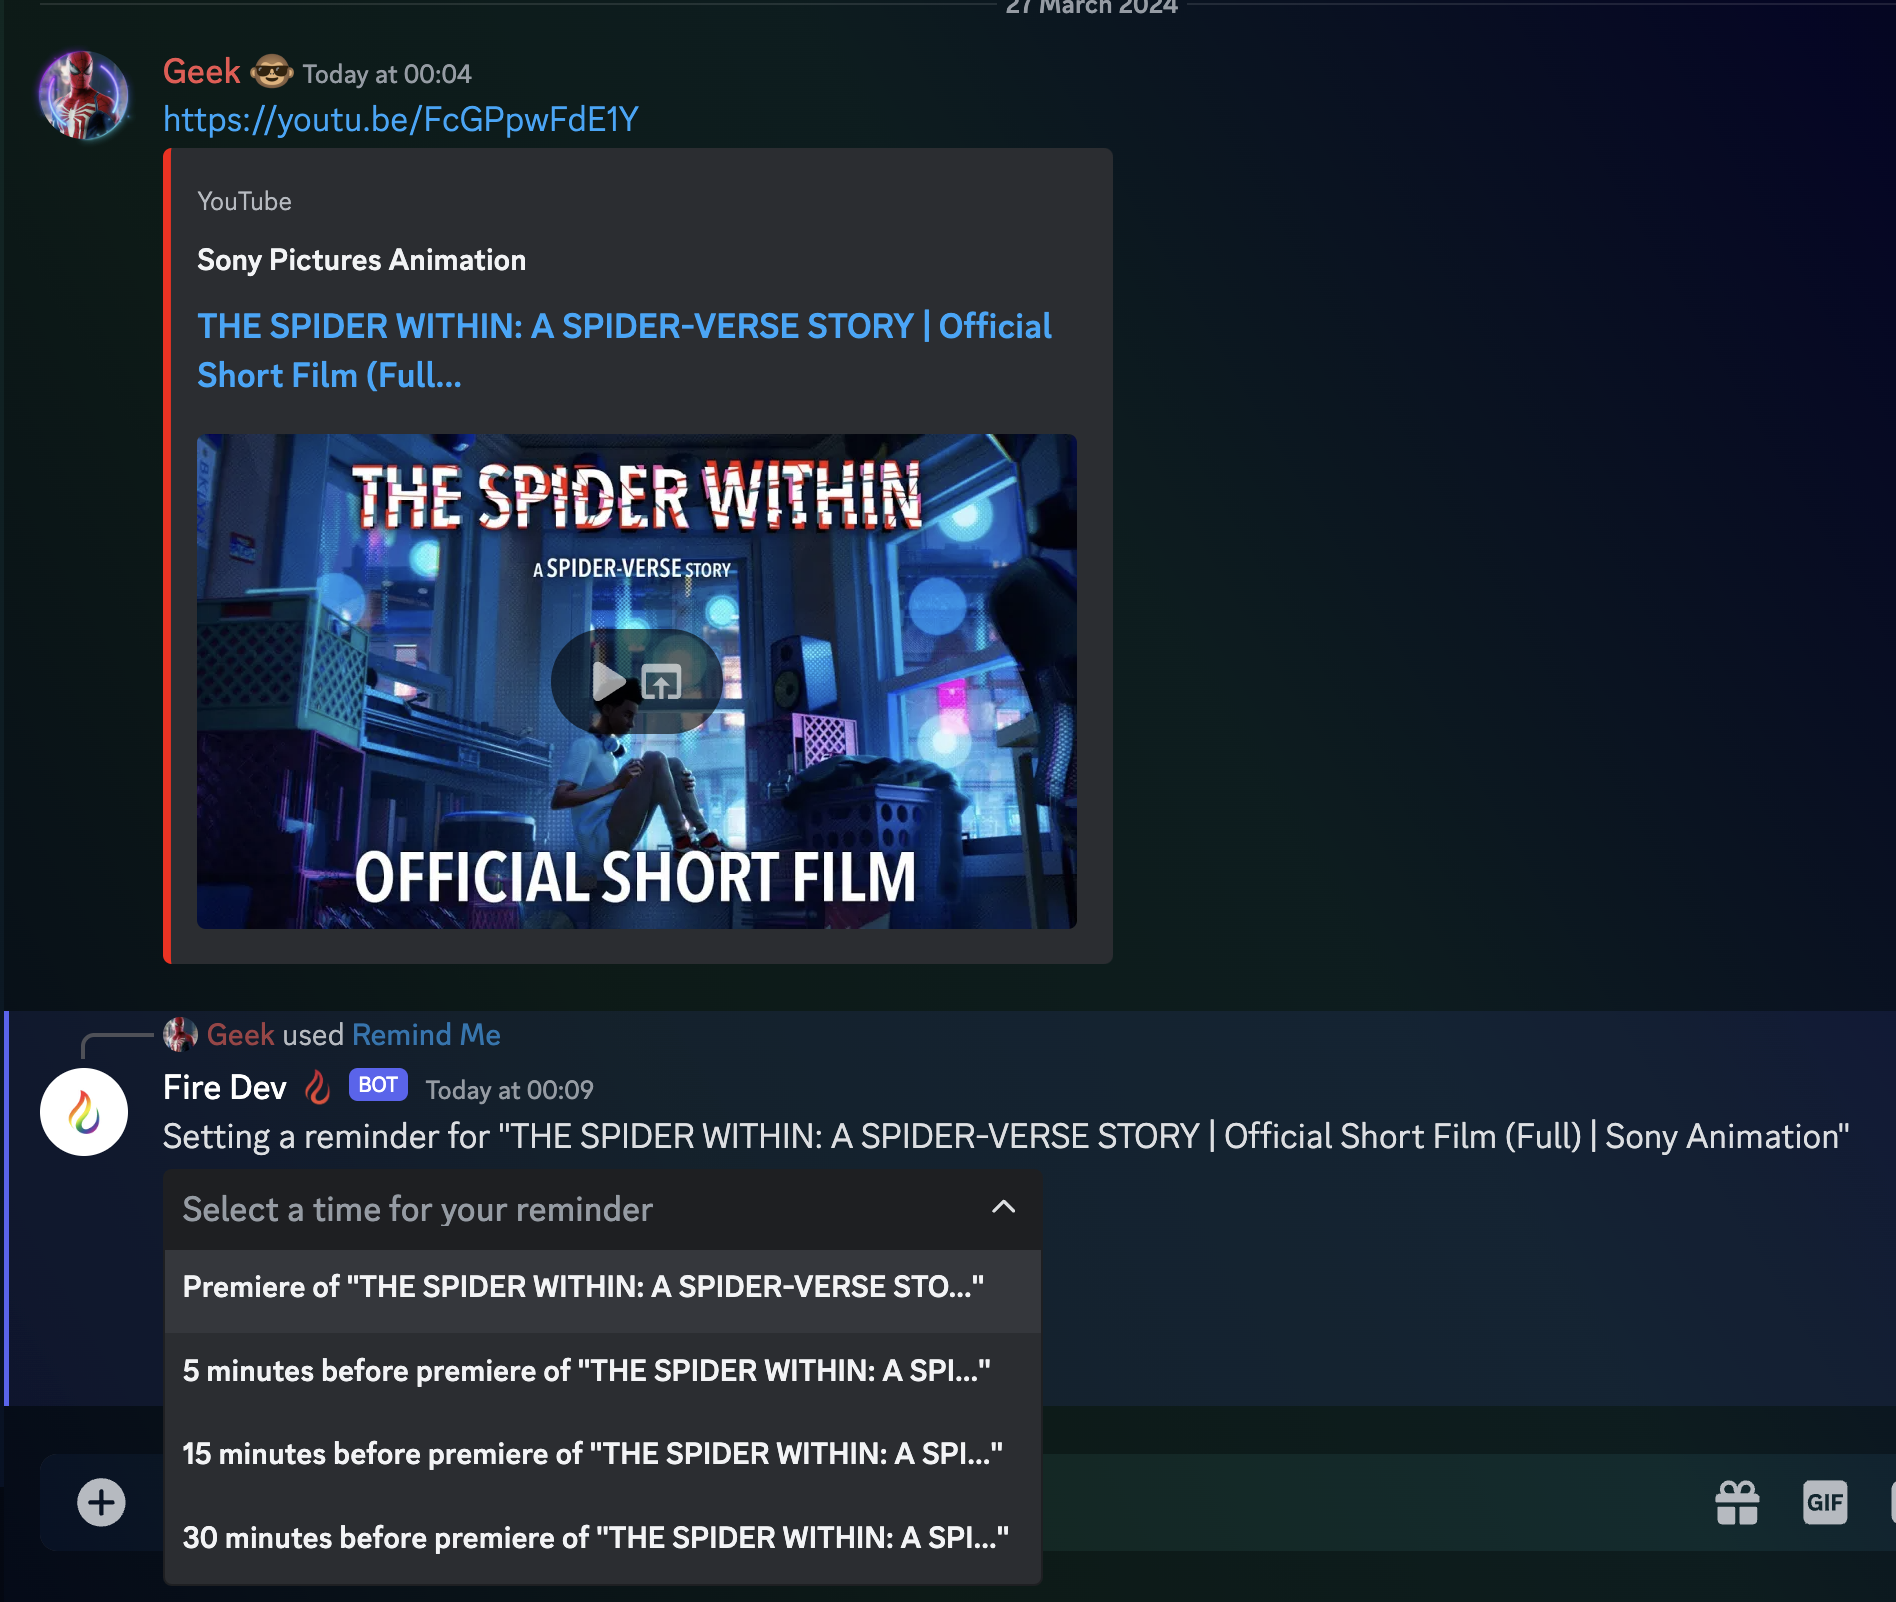 27 March 2024
Geek Today at 00:04
https://youtu.be/FcGPpwFdE1Y
YouTube
Sony Pictures Animation
THE SPIDER WITHIN: A SPIDER-VERSE STORY | Official
Short Film (Full...
THE SPIDER WITHIN
A SPIDER-VERSE STORY
OFFICIAL SHORT FILM
Geek used Remind Me
Fire Dev BOT Today at 00:09
Setting a reminder for "THE SPIDER WITHIN: A SPIDER-VERSE STORY | Official Short Film (Full) | Sony Animation"
Select a time for your reminder
Premiere of "THE SPIDER WITHIN: A SPIDER-VERSE STO..."
5 minutes before premiere of "THE SPIDER WITHIN: A SPI..."
15 minutes before premiere of "THE SPIDER WITHIN: A SPI..."
30 minutes before premiere of "THE SPIDER WITHIN: A SPI..."
GIF